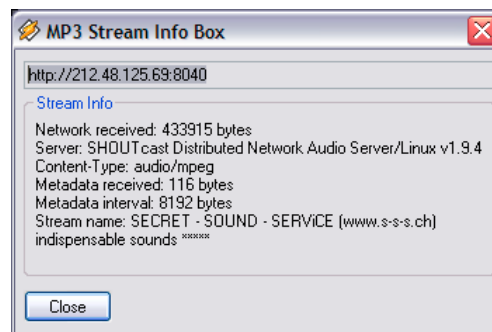 MP3 Stream Info Box
http://212.48.125.69:8040
Stream Info
Network received: 433915 bytes
Server: SHOUTcast Distributed Network Audio Server/Linux v1.9.4
Content-Type: audio/mpeg
Metadata received: 116 bytes
Metadata interval: 8192 bytes
Stream name: SECRET - SOUND - SERViCE (www.s-s-s.ch)
indispensable sounds *****
Close